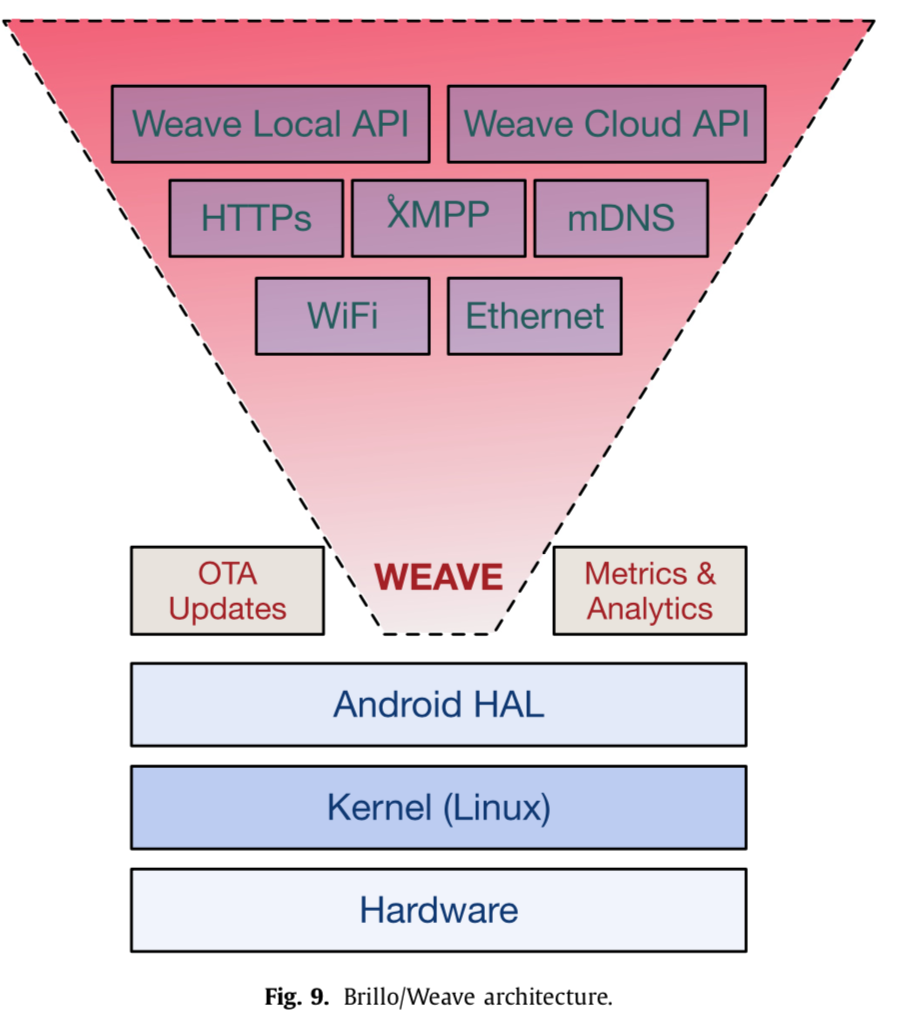 Weave Local API
Weave Cloud API
HTTPs
XMPP
mDNS
WiFi
Ethernet
OTA
Updates
WEAVE
Metrics &
Analytics
Android HAL
Kernel (Linux)
Hardware
Fig. 9. Brillo/Weave architecture.